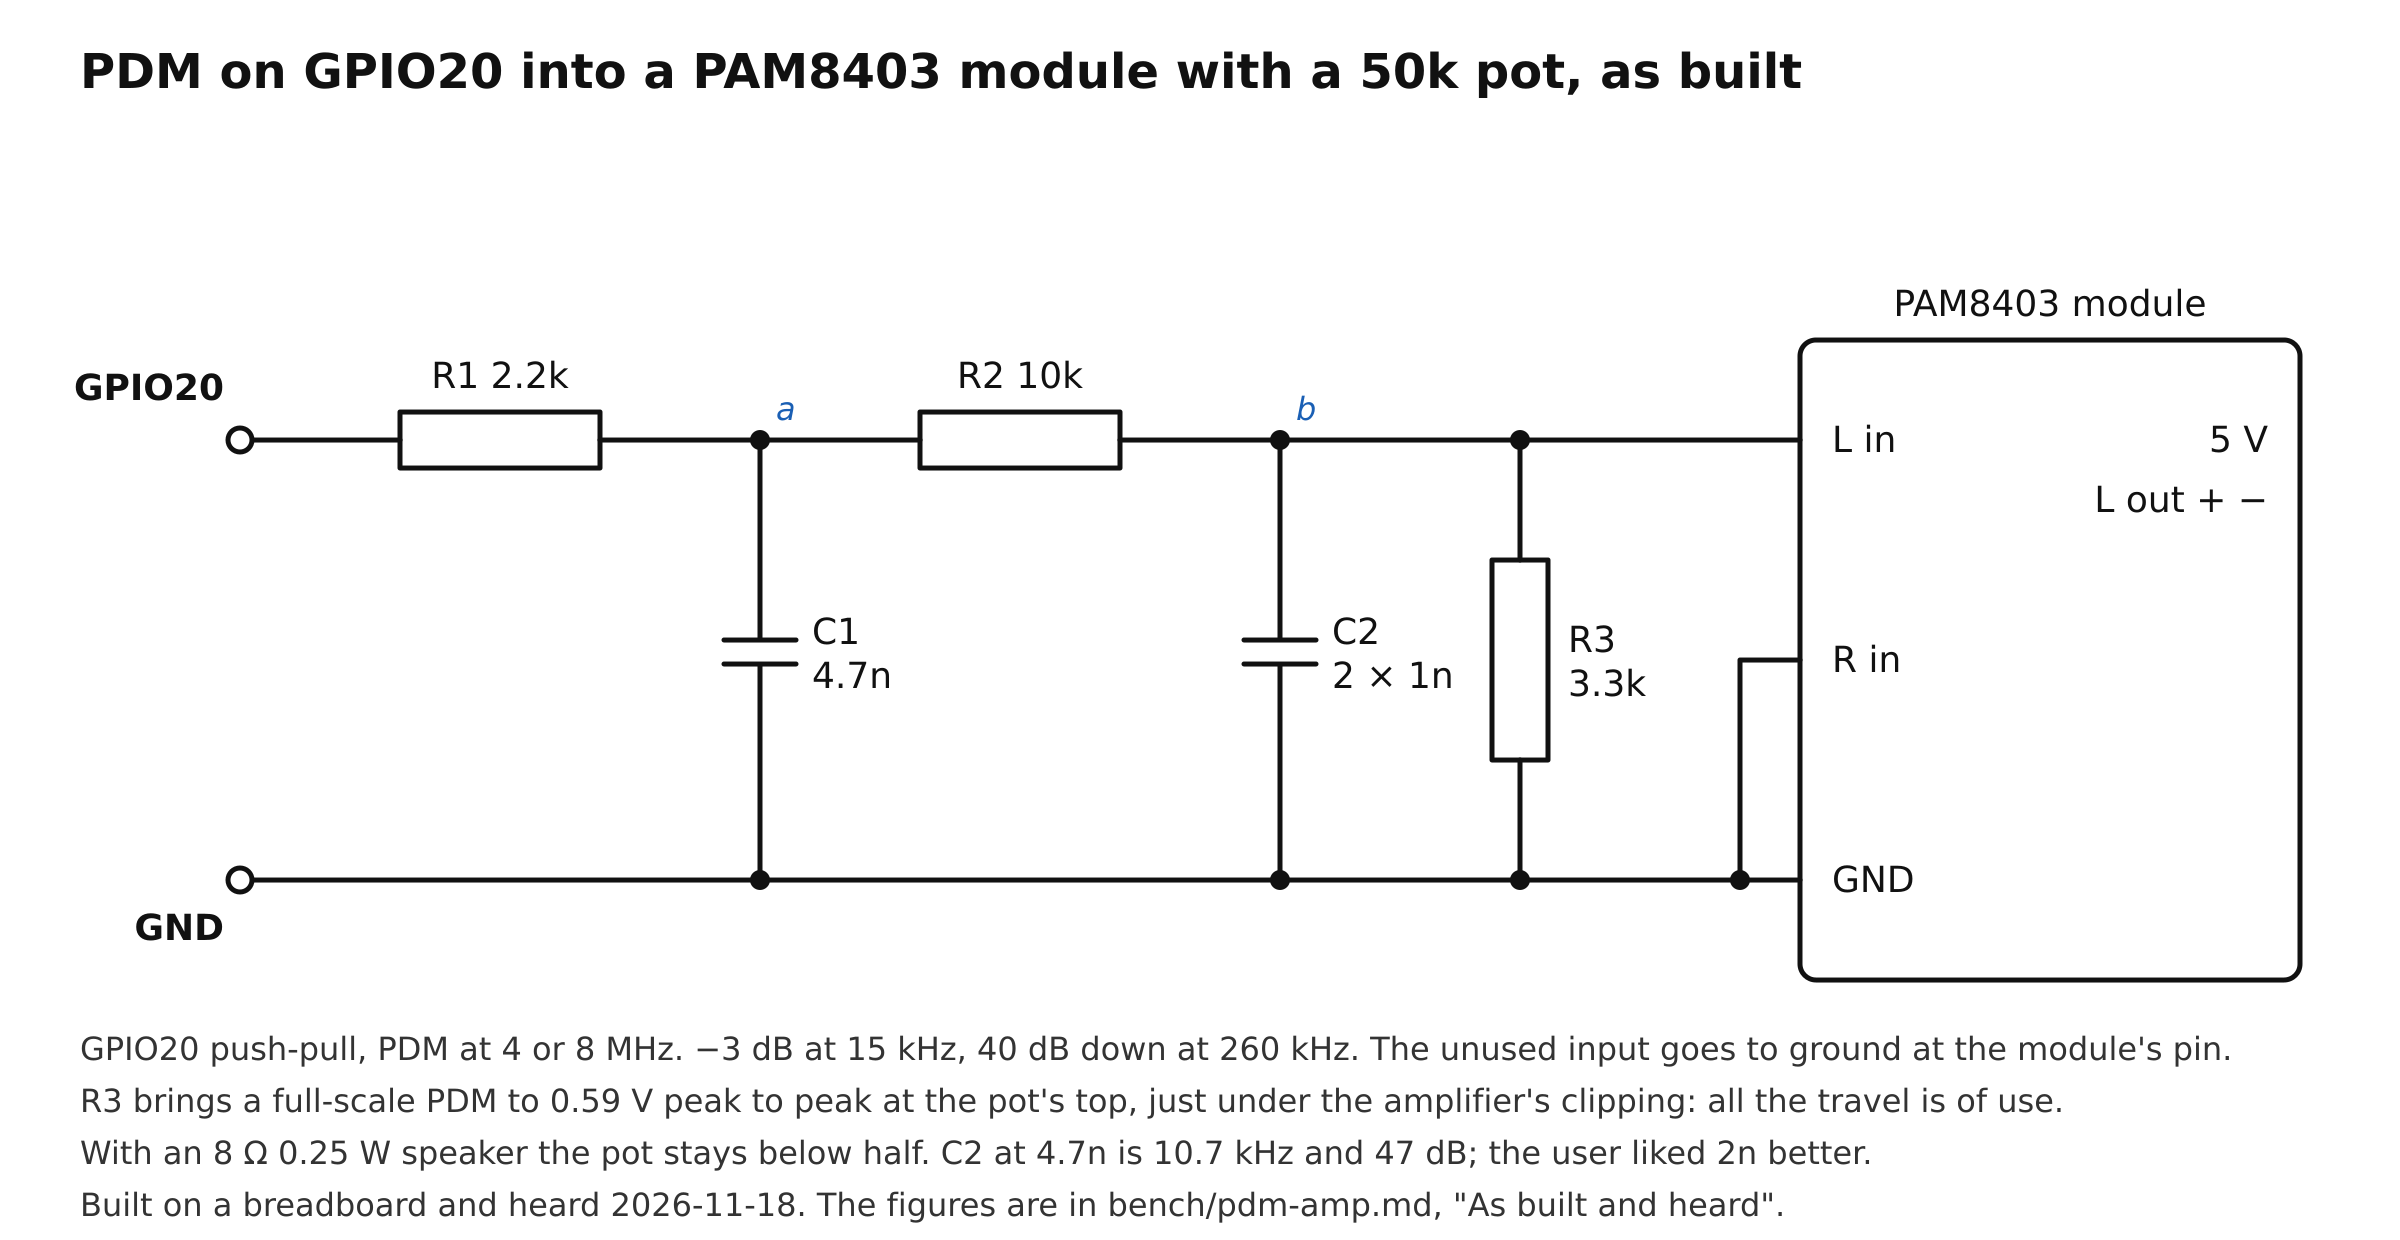 PDM on GPIO20 into a PAM8403 module with a 50k pot, as built
PAM8403 module
GPIO20
R1 2.2k
a
R2 10k
b
L in
5 V
L out + −
C1
4.7n
C2
2 × 1n
R3
3.3k
R in
GND
GND
GPIO20 push-pull, PDM at 4 or 8 MHz. −3 dB at 15 kHz, 40 dB down at 260 kHz. The unused input goes to ground at the module's pin.
R3 brings a full-scale PDM to 0.59 V peak to peak at the pot's top, just under the amplifier's clipping: all the travel is of use.
With an 8 Ω 0.25 W speaker the pot stays below half. C2 at 4.7n is 10.7 kHz and 47 dB; the user liked 2n better.
Built on a breadboard and heard 2026-11-18. The figures are in bench/pdm-amp.md, "As built and heard".